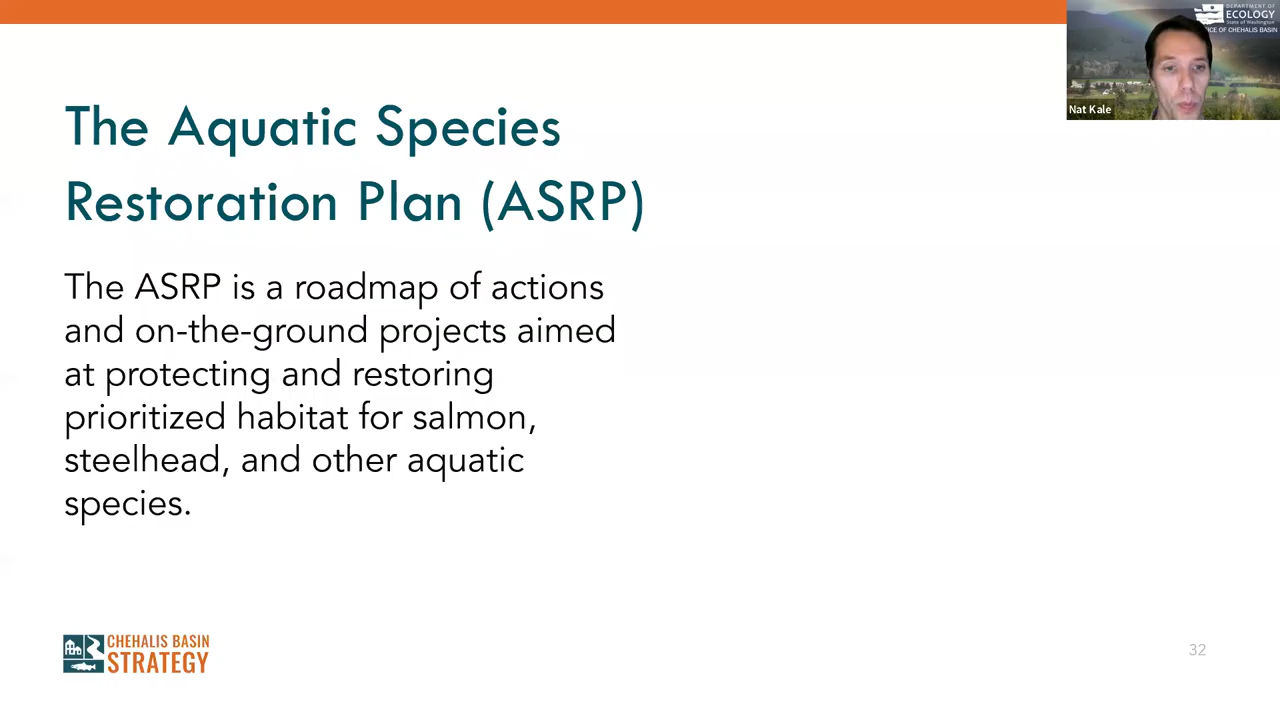 DEPARTMENT OF
ECOLOGY
State of Washington
ICE OF CHEHALIS BASIN
Nat Kale
The Aquatic Species
Restoration Plan (ASRP)
The ASRP is a roadmap of actions
and on-the-ground projects aimed
at protecting and restoring
prioritized habitat for salmon,
steelhead, and other aquatic
species.
CHEHALIS BASIN
STRATEGY
32